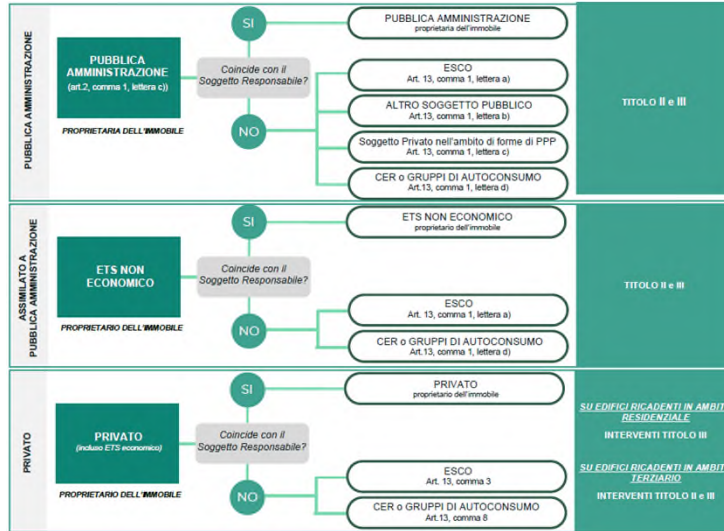 PUBBLICA AMMINISTRAZIONE
PUBBLICA
AMMINISTRAZIONE
(art.2, comma 1, lettera c))
PROPRIETARIA DELL'IMMOBILE
Coincide con il
Soggetto Responsabile?
SI
NO
PUBBLICA AMMINISTRAZIONE
proprietaria dell'immobile
ESCO
Art. 13, comma 1, lettera a)
ALTRO SOGGETTO PUBBLICO
Art.13, comma 1, lettera b)
Soggetto Privato nell'ambito di forme di PPP
Art. 13, comma 1, lettera c)
CER o GRUPPI DI AUTOCONSUMO
Art.13, comma 1, lettera d)
TITOLO II e III
ASSIMILATO A
PUBBLICA AMMINISTRAZIONE
ETS NON
ECONOMICO
PROPRIETARIO DELL'IMMOBILE
Coincide con il
Soggetto Responsabile?
SI
NO
ETS NON ECONOMICO
proprietario dell'immobile
ESCO
Art. 13, comma 1, lettera a)
CER o GRUPPI DI AUTOCONSUMO
Art.13, comma 1, lettera d)
TITOLO II e III
PRIVATO
PRIVATO
(incluso ETS economico)
PROPRIETARIO DELL'IMMOBILE
Coincide con il
Soggetto Responsabile?
SI
NO
PRIVATO
proprietario dell'immobile
ESCO
Art. 13, comma 3
CER o GRUPPI DI AUTOCONSUMO
Art.13, comma 8
SU EDIFICI RICADENTI IN AMBIT
RESIDENZIALE
INTERVENTI TITOLO III
SU EDIFICI RICADENTI IN AMBIT
TERZIARIO
INTERVENTI TITOLO II e III